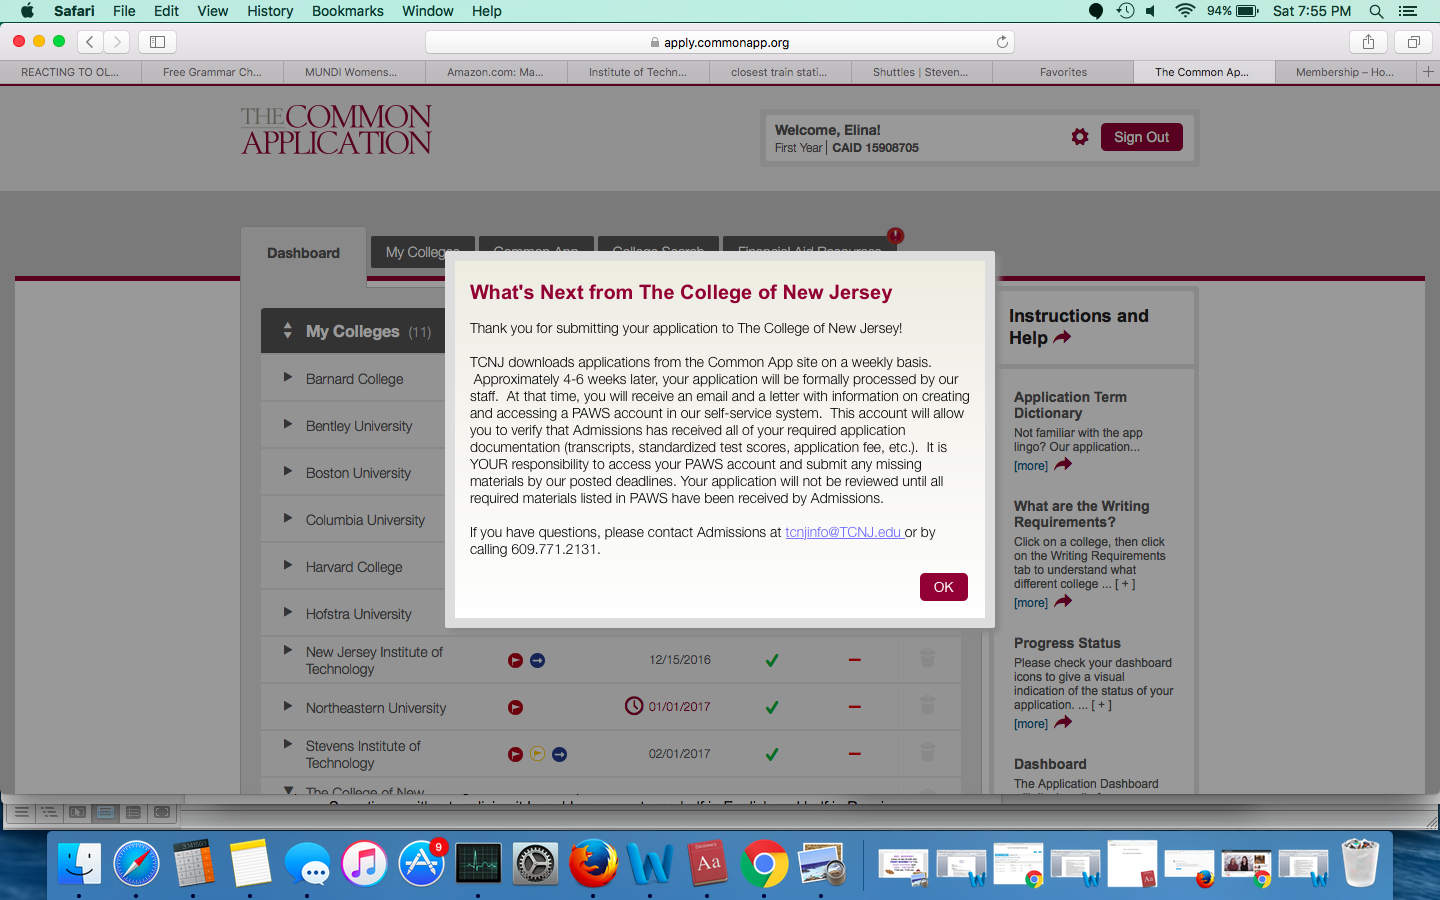 Safari File Edit View History Bookmarks Window Help 94% Sat 7:55 PM
apply.commonapp.org
REACTING TO OL... Free Grammar Ch... MUNDI Womens... Amazon.com: Ma... Institute of Techn... closest train stati... Shuttles | Steven... Favorites The Common Ap... Membership – Ho...
THE COMMON
APPLICATION
Welcome, Elina!
First Year | CAID 15908705
Sign Out
Dashboard My Colleges Common App College Search Financial Aid Resources
My Colleges (11)
Barnard College
Bentley University
Boston University
Columbia University
Harvard College
Hofstra University
New Jersey Institute of
Technology
12/15/2016
Northeastern University 01/01/2017
Stevens Institute of
Technology
02/01/2017
The College of New
What's Next from The College of New Jersey
Thank you for submitting your application to The College of New Jersey!
TCNJ downloads applications from the Common App site on a weekly basis.
Approximately 4-6 weeks later, your application will be formally processed by our
staff. At that time, you will receive an email and a letter with information on creating
and accessing a PAWS account in our self-service system. This account will allow
you to verify that Admissions has received all of your required application
documentation (transcripts, standardized test scores, application fee, etc.). It is
YOUR responsibility to access your PAWS account and submit any missing
materials by our posted deadlines. Your application will not be reviewed until all
required materials listed in PAWS have been received by Admissions.
If you have questions, please contact Admissions at tcnjinfo@TCNJ.edu or by
calling 609.771.2131.
OK
Instructions and
Help
Application Term
Dictionary
Not familiar with the app
lingo? Our application...
[more]
What are the Writing
Requirements?
Click on a college, then click
on the Writing Requirements
tab to understand what
different college ... [ + ]
[more]
Progress Status
Please check your dashboard
icons to give a visual
indication of the status of your
application. ... [ + ]
[more]
Dashboard
The Application Dashboard
9